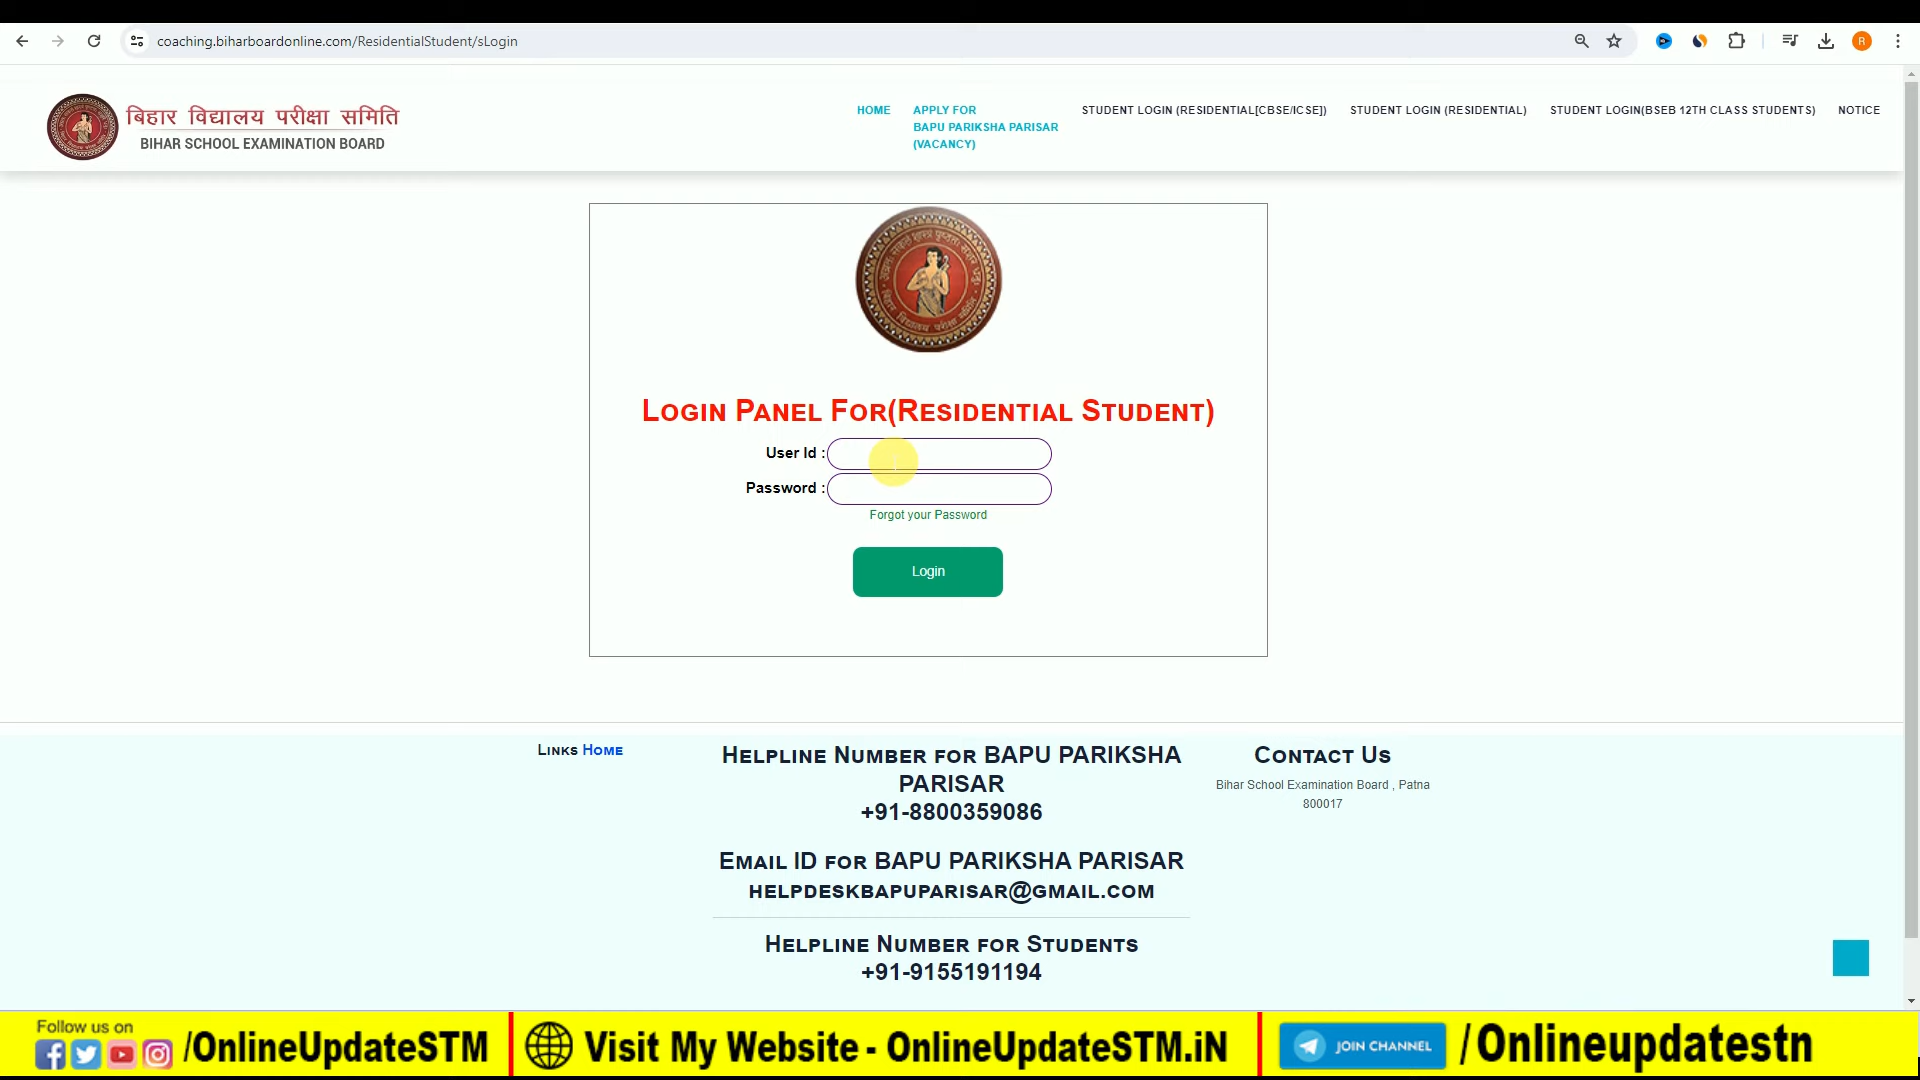 coaching.biharboardonline.com/ResidentialStudent/sLogin
R
बिहार विद्यालय परीक्षा समिति
BIHAR SCHOOL EXAMINATION BOARD
HOME
APPLY FOR
BAPU PARIKSHA PARISAR
(VACANCY)
STUDENT LOGIN (RESIDENTIAL[CBSE/ICSE])
STUDENT LOGIN (RESIDENTIAL)
STUDENT LOGIN(BSEB 12TH CLASS STUDENTS)
NOTICE
Login Panel For(Residential Student)
User Id :
Password :
Forgot your Password
Login
Links Home
Helpline Number for BAPU PARIKSHA
PARISAR
+91-8800359086
Email ID for BAPU PARIKSHA PARISAR
helpdeskbapuparisar@gmail.com
Helpline Number for Students
+91-9155191194
Contact Us
Bihar School Examination Board , Patna
800017
Follow us on
/OnlineUpdateSTM
Visit My Website - OnlineUpdateSTM.iN
JOIN CHANNEL
/Onlineupdatestn